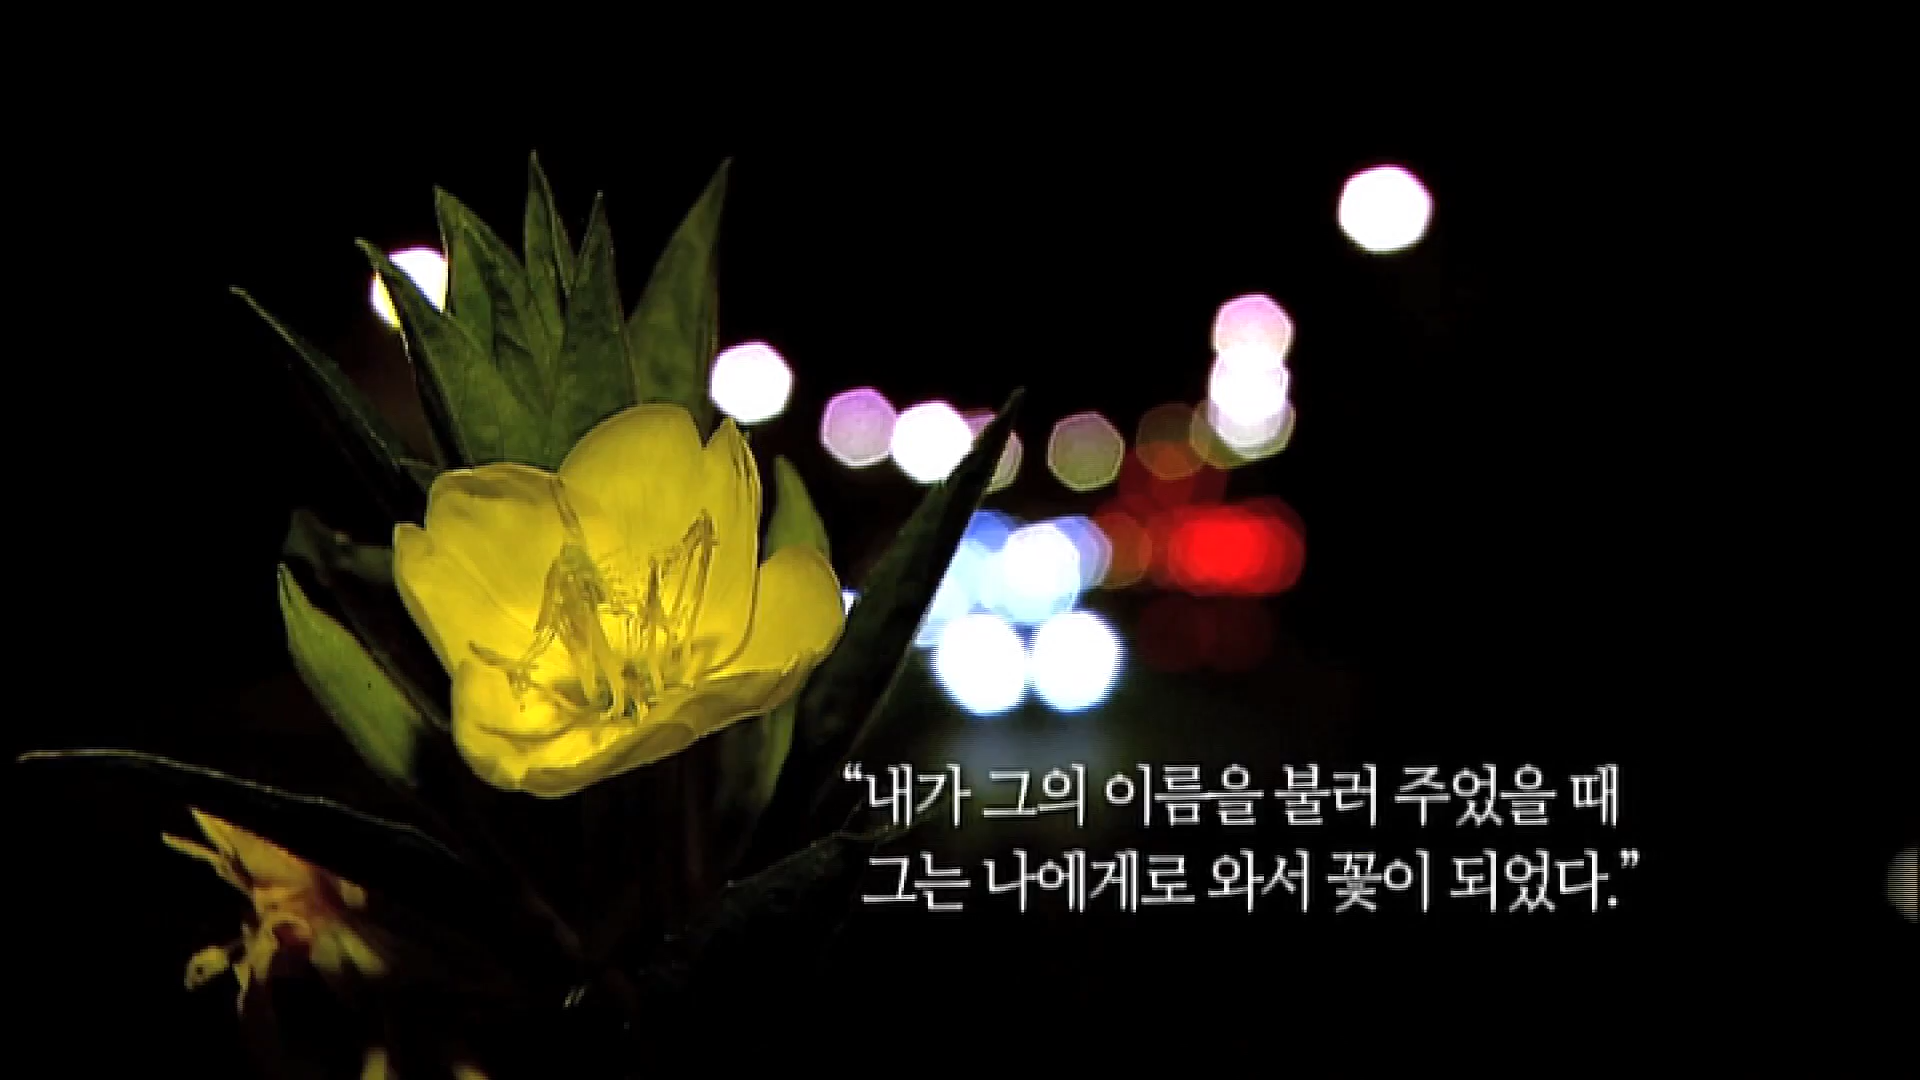 “내가 그의 이름을 불러 주었을 때
그는 나에게로 와서 꽃이 되었다.”